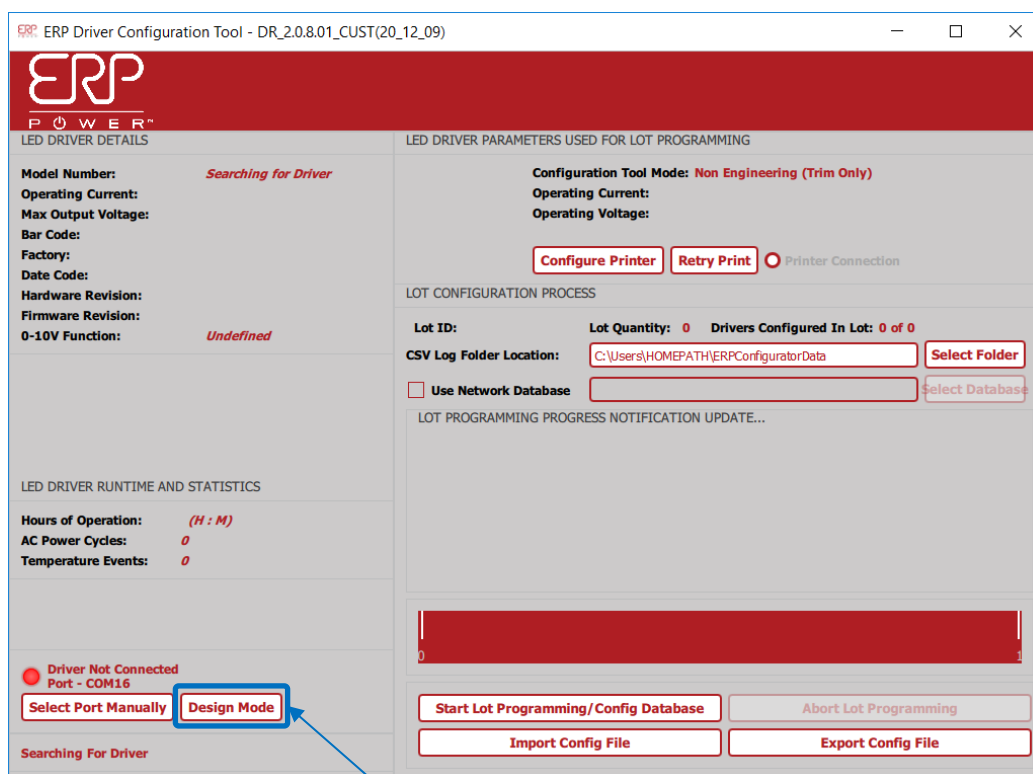 ERP Driver Configuration Tool - DR_2.0.8.01_CUST(20_12_09)
ERP
POWER™
LED DRIVER DETAILS
Model Number: Searching for Driver
Operating Current:
Max Output Voltage:
Bar Code:
Factory:
Date Code:
Hardware Revision:
Firmware Revision:
0-10V Function: Undefined
LED DRIVER RUNTIME AND STATISTICS
Hours of Operation: (H : M)
AC Power Cycles: 0
Temperature Events: 0
Driver Not Connected
Port - COM16
Select Port Manually Design Mode
Searching For Driver
LED DRIVER PARAMETERS USED FOR LOT PROGRAMMING
Configuration Tool Mode: Non Engineering (Trim Only)
Operating Current:
Operating Voltage:
Configure Printer Retry Print Printer Connection
LOT CONFIGURATION PROCESS
Lot ID: Lot Quantity: 0 Drivers Configured In Lot: 0 of 0
CSV Log Folder Location: C:\Users\HOMEPATH\ERPConfiguratorData Select Folder
Use Network Database Select Database
LOT PROGRAMMING PROGRESS NOTIFICATION UPDATE...
0 1
Start Lot Programming/Config Database Abort Lot Programming
Import Config File Export Config File